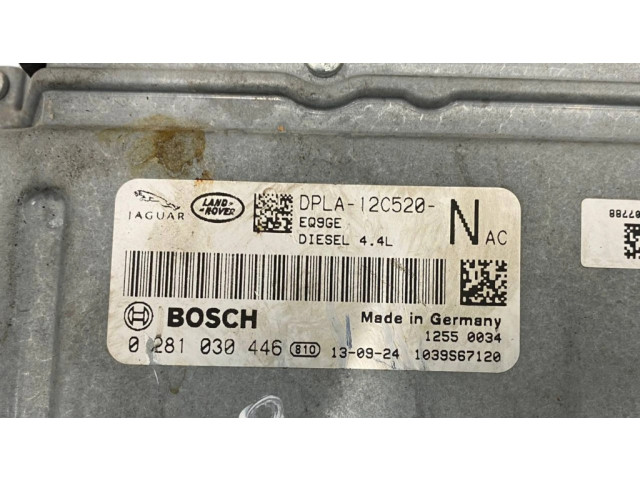 JAGUAR
LAND-
-ROVER
DPLA-12C520-
EQ9GE
DIESEL 4.4L
N AC
BOSCH
Made in Germany
1255 0034
0 281 030 446 810 13-09-24 1039S67120